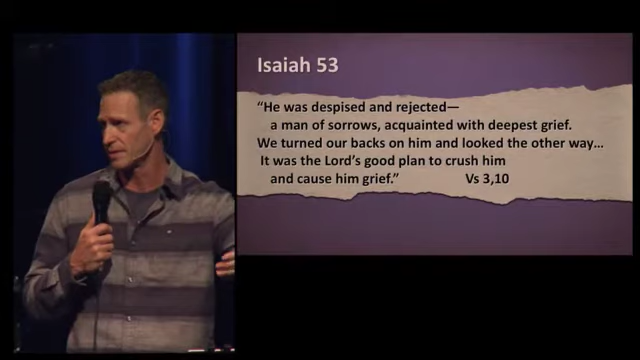 Isaiah 53
“He was despised and rejected—
a man of sorrows, acquainted with deepest grief.
We turned our backs on him and looked the other way…
It was the Lord’s good plan to crush him
and cause him grief.” Vs 3,10